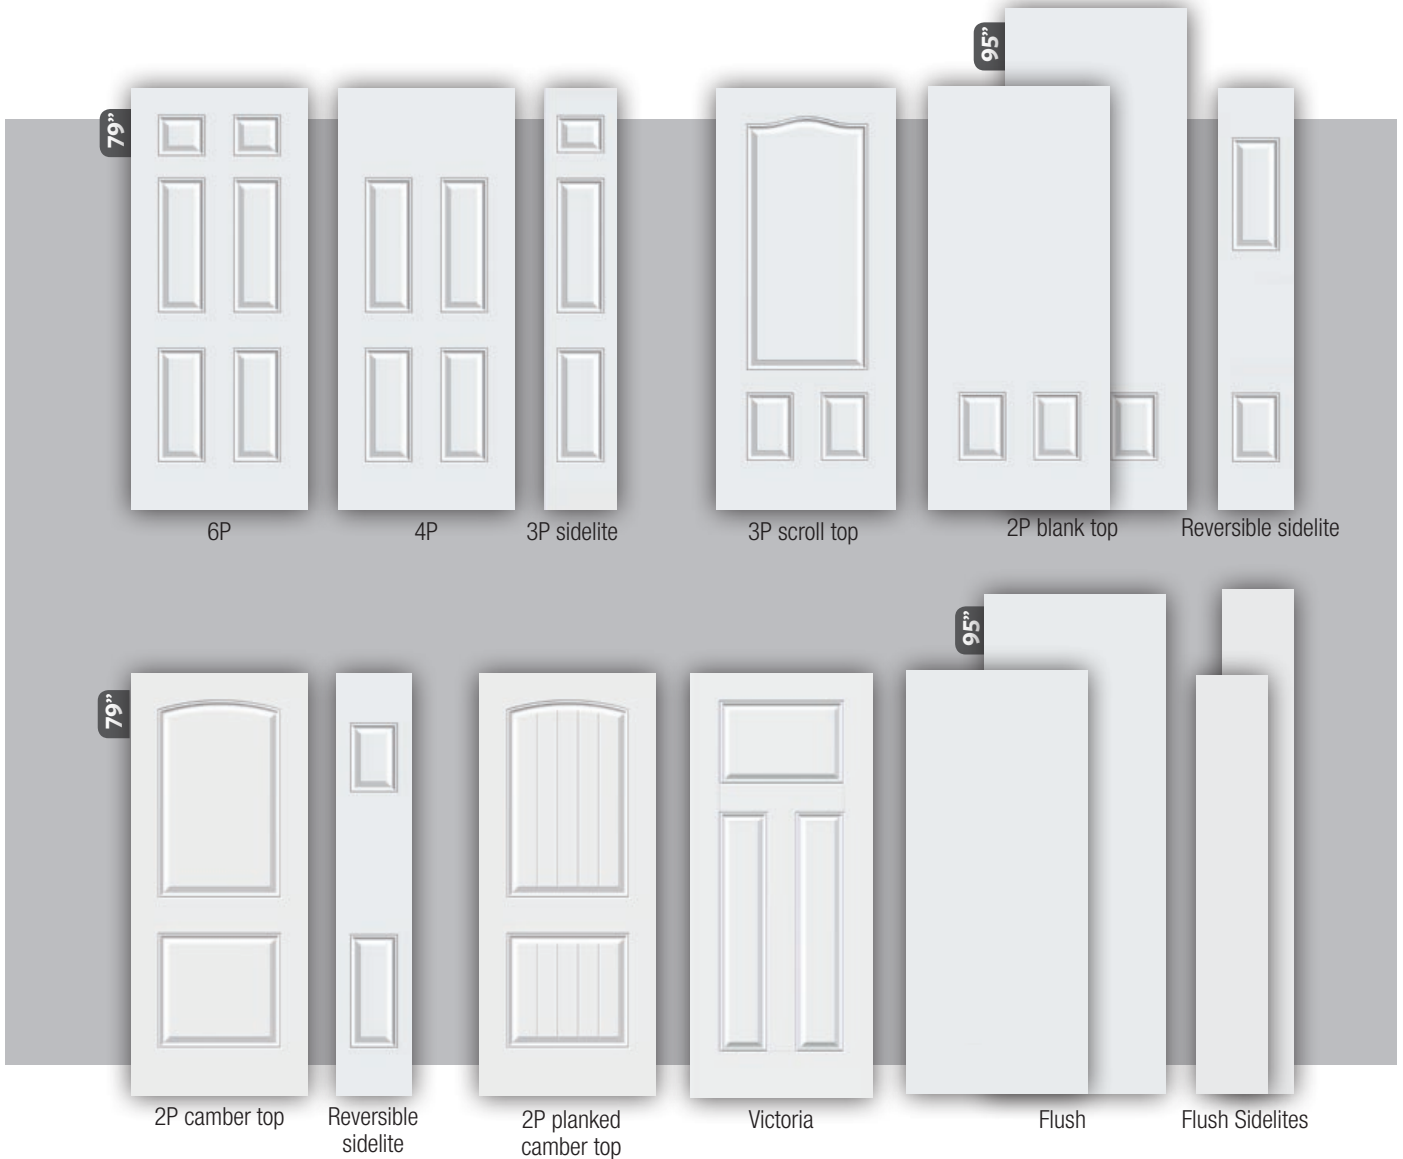 95”
79”
6P
4P
3P sidelite
3P scroll top
2P blank top
Reversible sidelite
95”
79”
2P camber top
Reversible
sidelite
2P planked
camber top
Victoria
Flush
Flush Sidelites